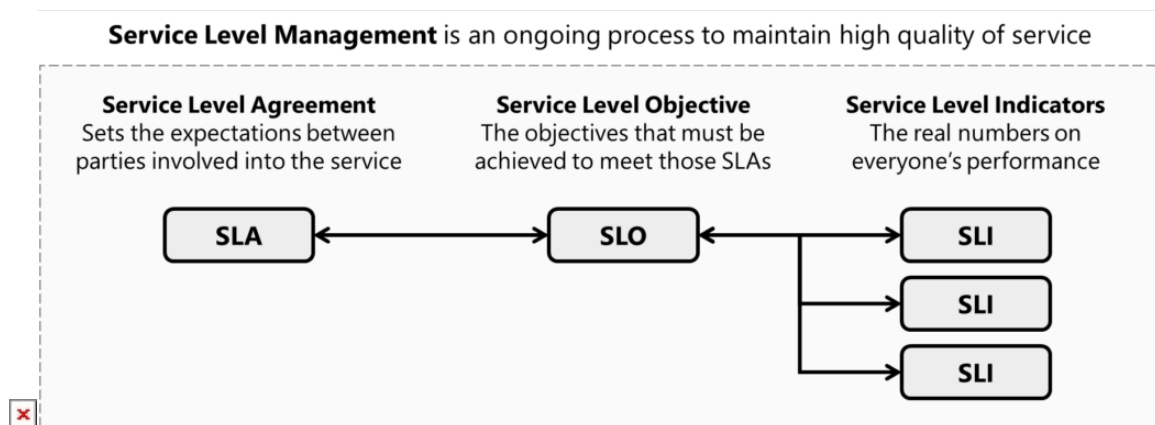 Service Level Management is an ongoing process to maintain high quality of service
Service Level Agreement
Sets the expectations between
parties involved into the service
Service Level Objective
The objectives that must be
achieved to meet those SLAs
Service Level Indicators
The real numbers on
everyone's performance
SLA
SLO
SLI
SLI
SLI